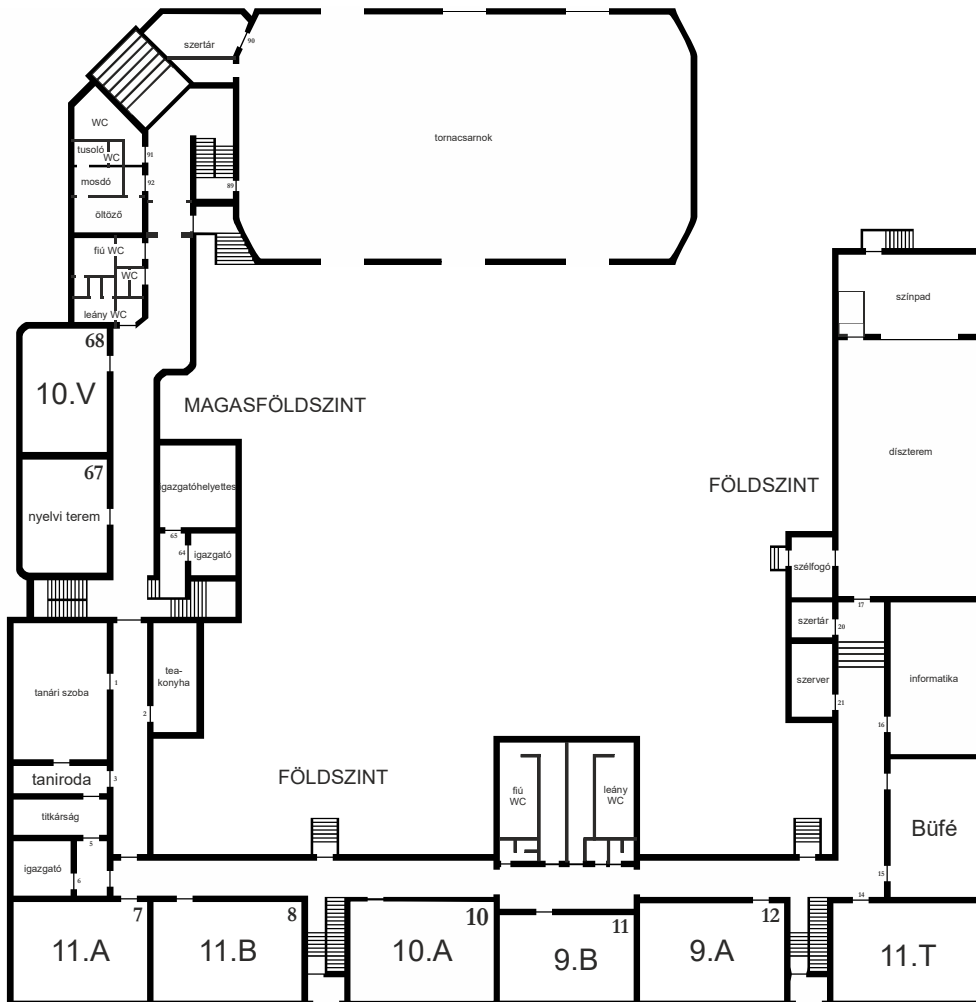 szertár
90
tornacsarnok
WC
tusoló
WC
91
mosdó
92
89
öltöző
fiú WC
WC
leány WC
színpad
68
10.V
MAGASFÖLDSZINT
67
nyelvi terem
igazgatóhelyettes
65
64
igazgató
díszterem
FÖLDSZINT
szélfogó
17
szertár
20
tea-
konyha
tanári szoba
1
2
szerver
21
informatika
16
FÖLDSZINT
taniroda
3
titkárság
5
igazgató
6
fiú
WC
leány
WC
Büfé
15
14
7
11.A
8
11.B
10
10.A
11
9.B
12
9.A
11.T